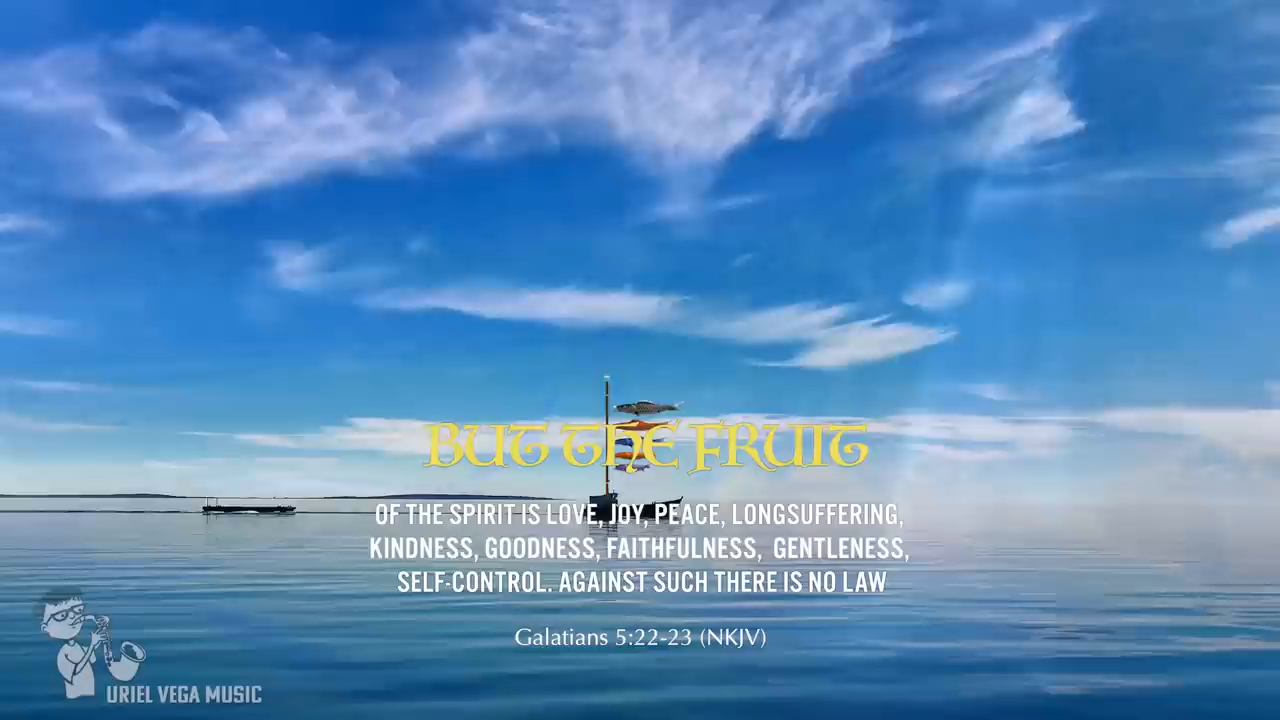 BUT THE FRUIT
OF THE SPIRIT IS LOVE, JOY, PEACE, LONGSUFFERING,
KINDNESS, GOODNESS, FAITHFULNESS, GENTLENESS,
SELF-CONTROL. AGAINST SUCH THERE IS NO LAW
Galatians 5:22-23 (NKJV)
URIEL VEGA MUSIC